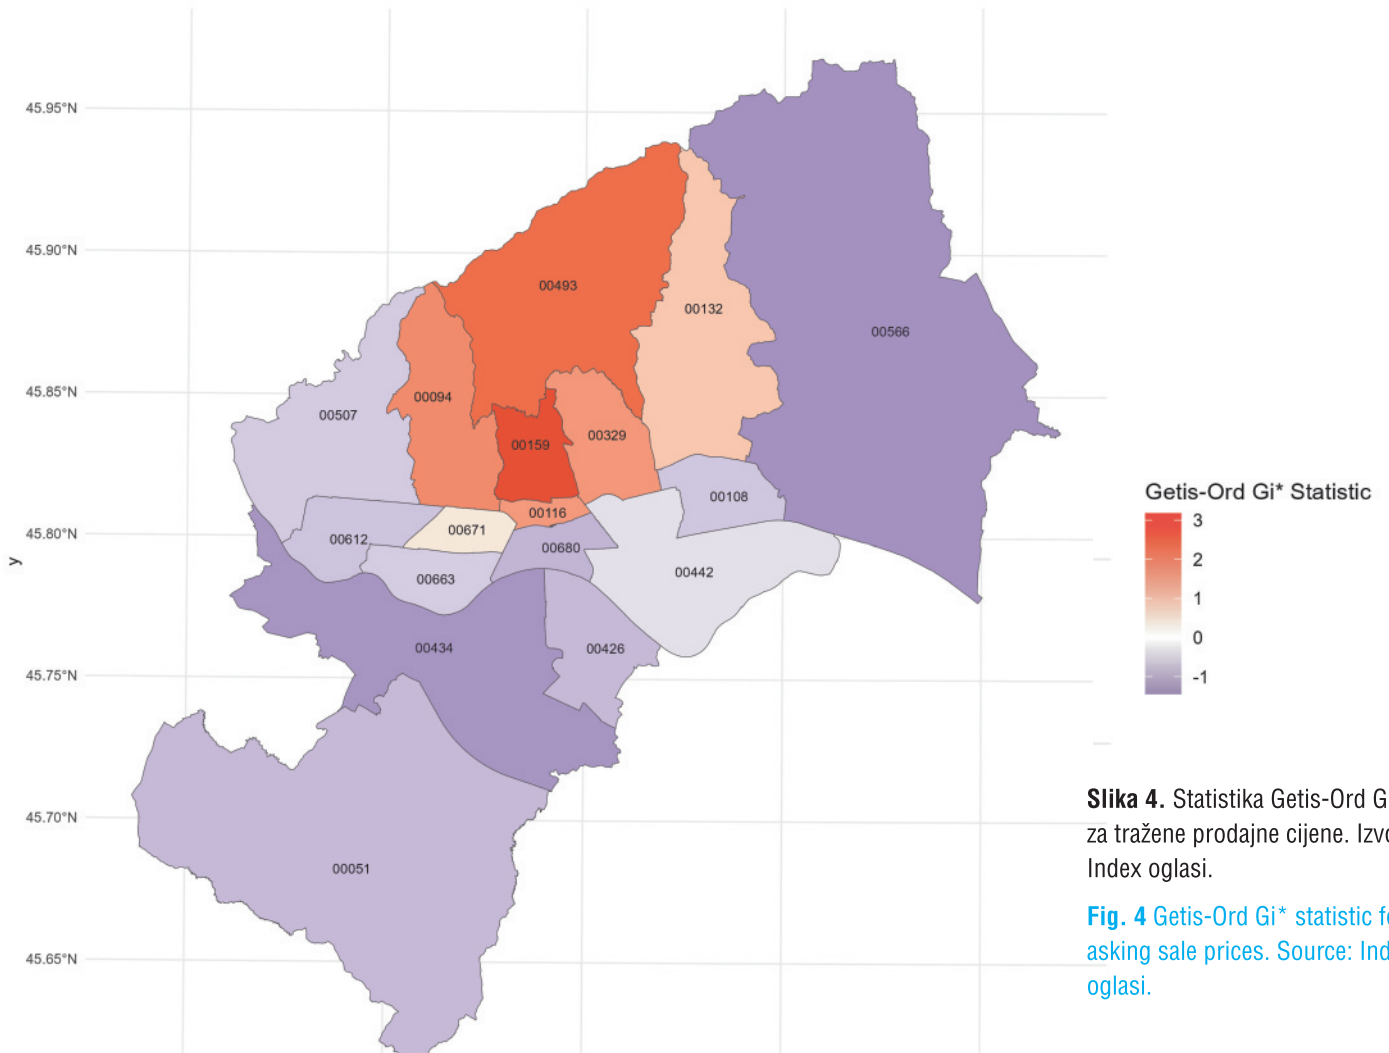 45.95°N
45.90°N
00493
00132
00566
45.85°N
00507
00094
00159
00329
Getis-Ord Gi* Statistic
3
2
1
0
-1
00108
00116
45.80°N
00612
00671
00680
y
00663
00442
00434
00426
45.75°N
Slika 4. Statistika Getis-Ord G
za tražene prodajne cijene.
Index oglasi.
45.70°N
00051
Fig. 4 Getis-Ord Gi* statistic
asking sale prices. Source:
oglasi.
45.65°N